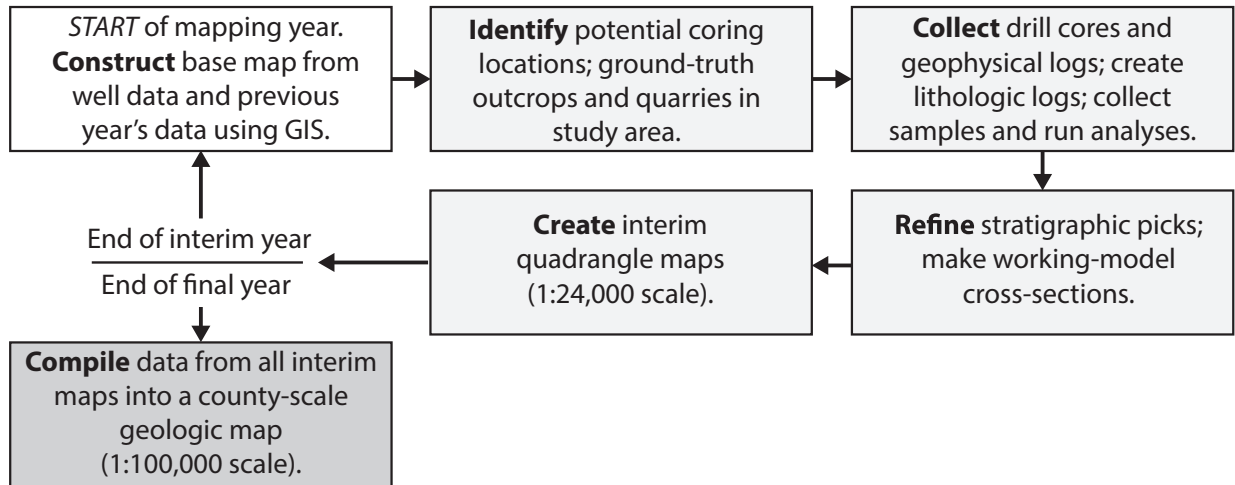 START of mapping year.
Construct base map from
well data and previous
year's data using GIS.
Identify potential coring
locations; ground-truth
outcrops and quarries in
study area.
Collect drill cores and
geophysical logs; create
lithologic logs; collect
samples and run analyses.
Refine stratigraphic picks;
make working-model
cross-sections.
Create interim
quadrangle maps
(1:24,000 scale).
End of interim year
End of final year
Compile data from all interim
maps into a county-scale
geologic map
(1:100,000 scale).